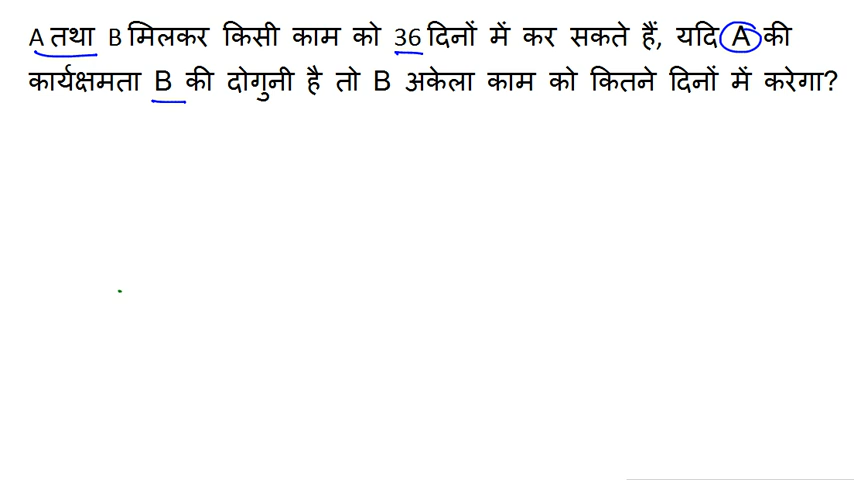 A तथा B मिलकर किसी काम को 36 दिनों में कर सकते हैं, यदि A की
कार्यक्षमता B की दोगुनी है तो B अकेला काम को कितने दिनों में करेगा?